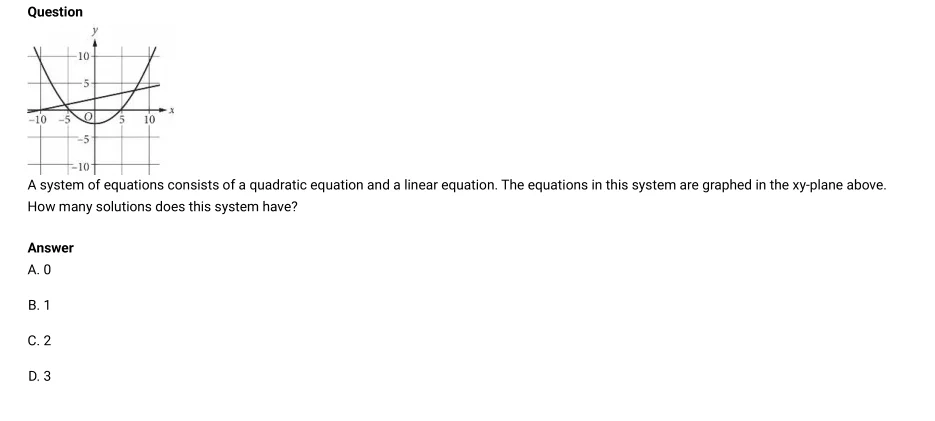 Question
y
10
5
x
-10 -5 O 5 10
-5
-10
A system of equations consists of a quadratic equation and a linear equation. The equations in this system are graphed in the xy-plane above.
How many solutions does this system have?
Answer
A. 0
B. 1
C. 2
D. 3